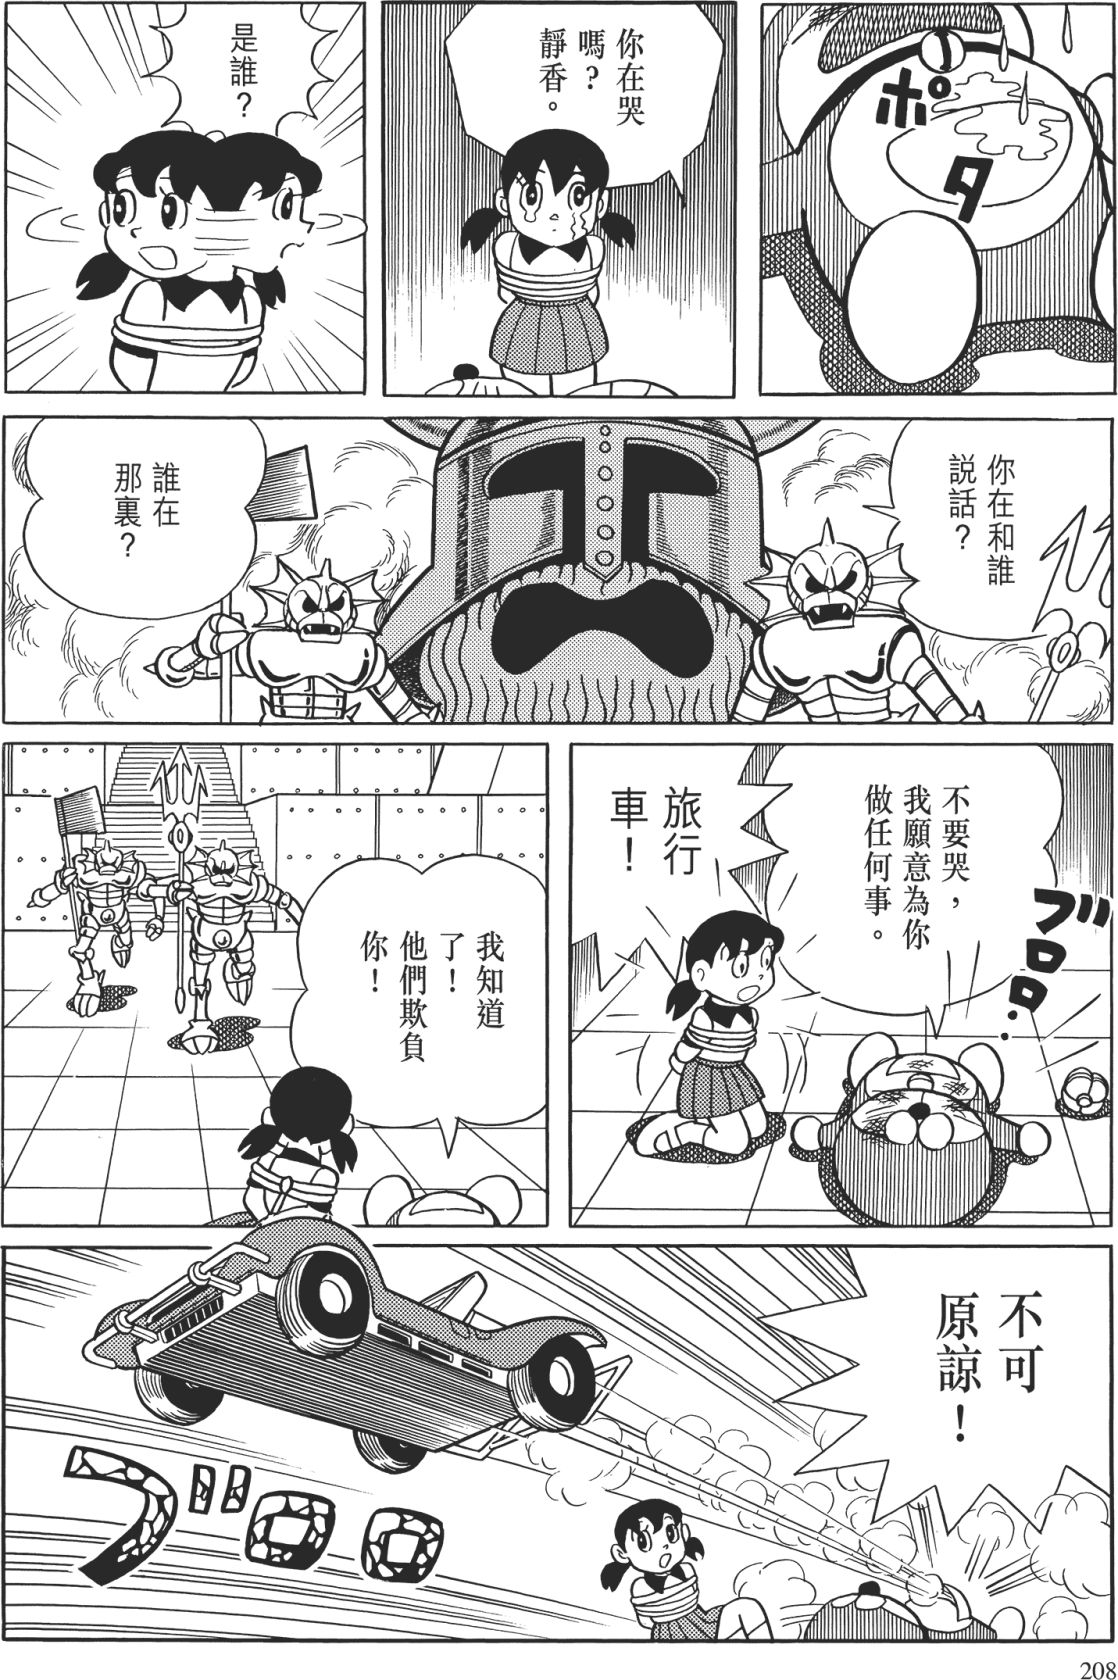 ポタ
你在哭
嗎？
靜香。
是誰？
你在和誰
說話？
誰在
那裏？
不要哭，
我願意為你
做任何事。
ブロロ…
旅行
車！
我知道
了！
他們欺負
你！
不可
原諒！
ブロロ
208